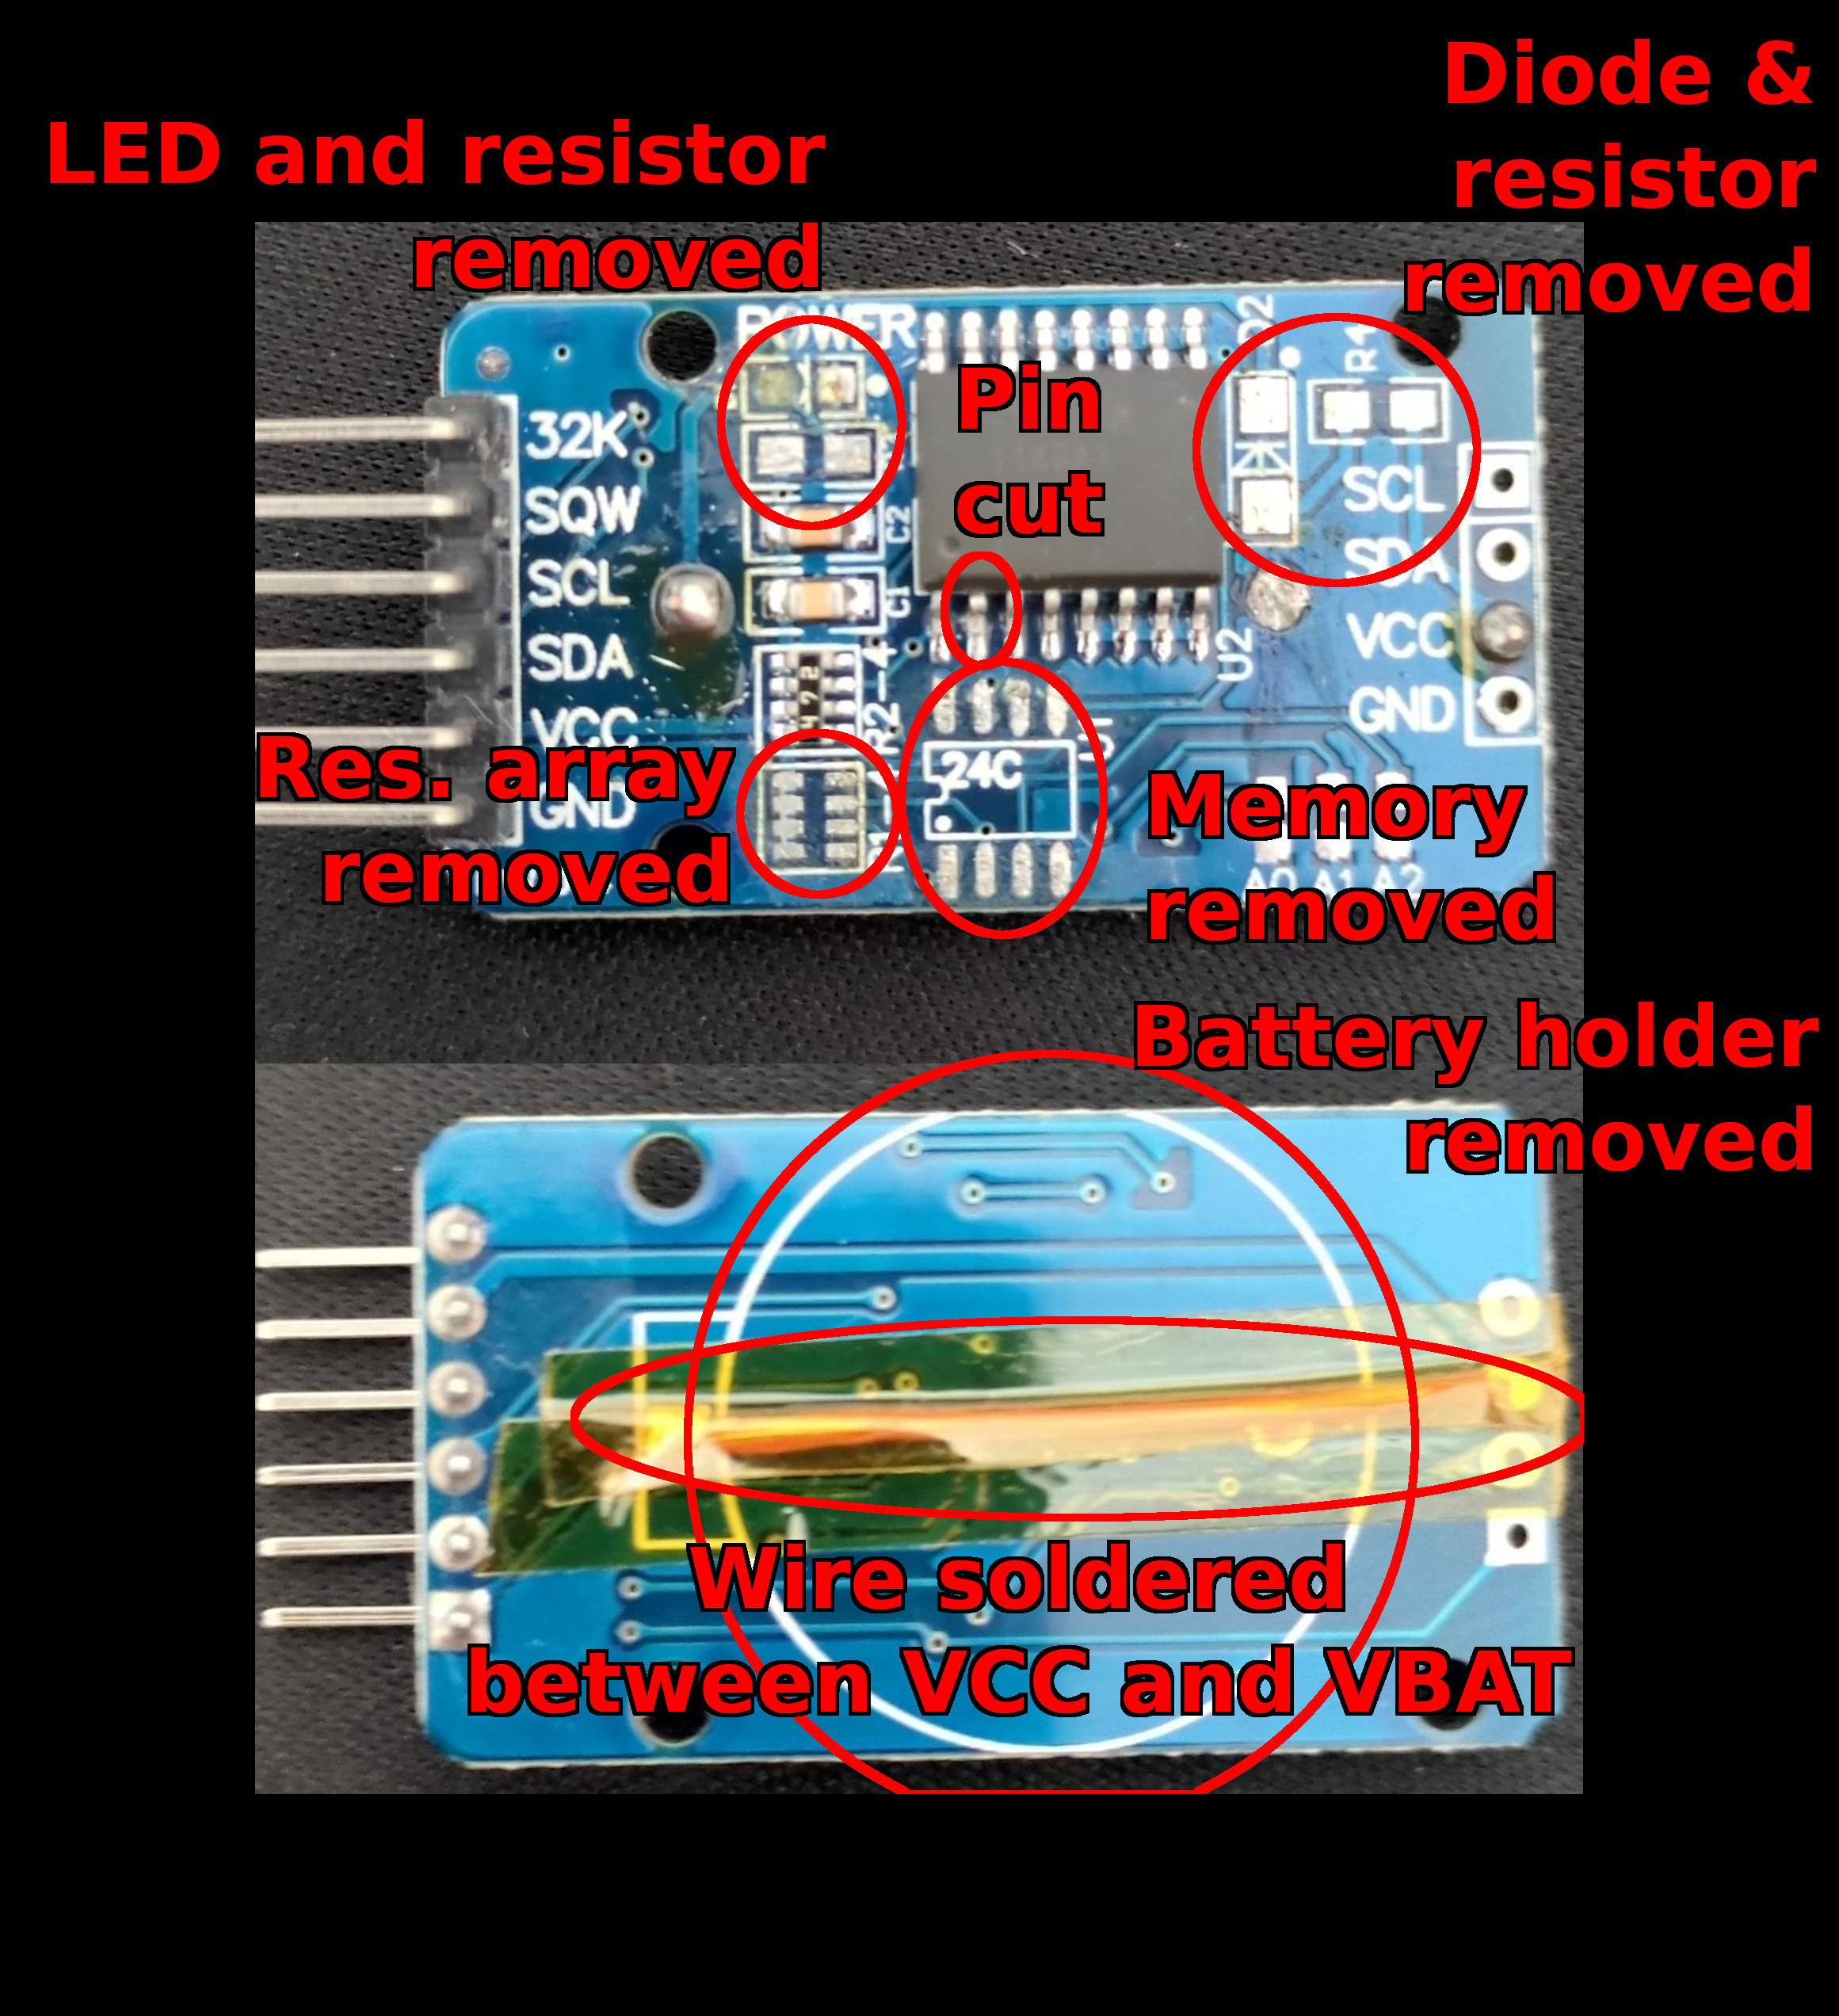 Diode &
resistor
removed
LED and resistor
removed
POWER
D2
R1
32K
SQW
SCL
SDA
VCC
GND
Pin
cut
C2
C1
472
R2-4
U2
U1
24C
SCL
SDA
VCC
GND
Res. array
removed
Memory
removed
A0 A1 A2
Battery holder
removed
Wire soldered
between VCC and VBAT